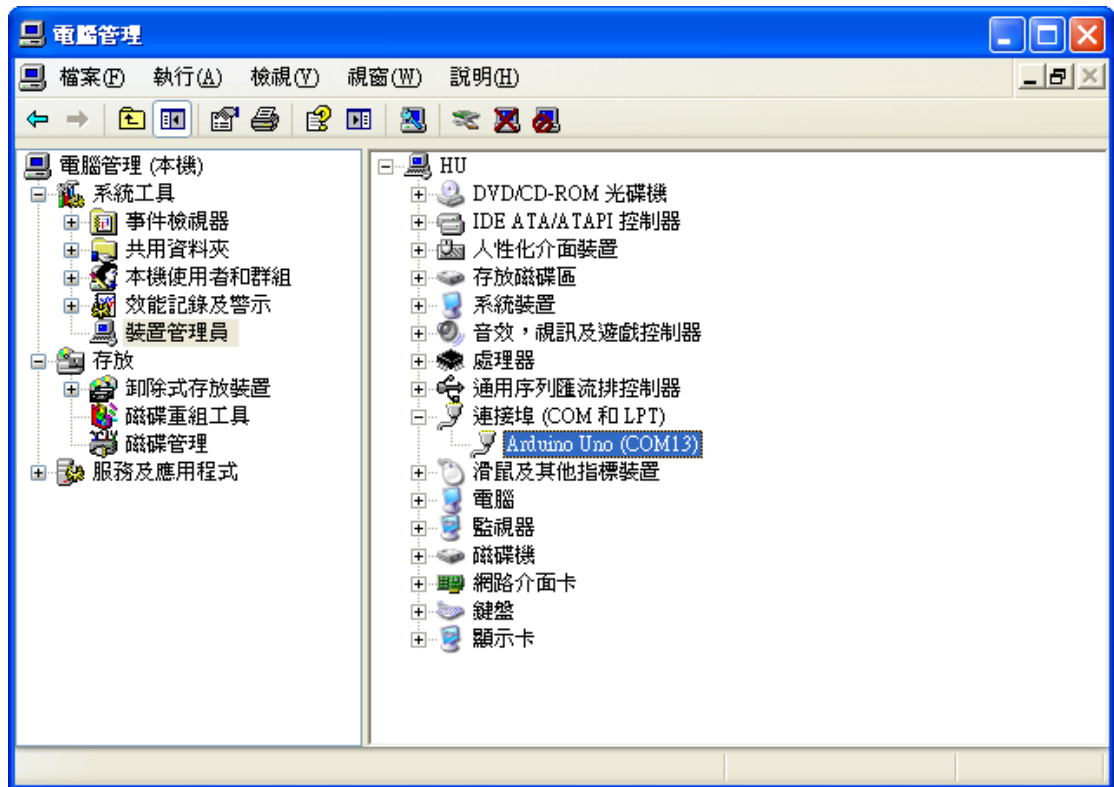 電腦管理
檔案(F) 執行(A) 檢視(V) 視窗(W) 說明(H)
電腦管理 (本機)
系統工具
事件檢視器
共用資料夾
本機使用者和群組
效能記錄及警示
裝置管理員
存放
卸除式存放裝置
磁碟重組工具
磁碟管理
服務及應用程式
HU
DVD/CD-ROM 光碟機
IDE ATA/ATAPI 控制器
人性化介面裝置
存放磁碟區
系統裝置
音效，視訊及遊戲控制器
處理器
通用序列匯流排控制器
連接埠 (COM 和 LPT)
Arduino Uno (COM13)
滑鼠及其他指標裝置
電腦
監視器
磁碟機
網路介面卡
鍵盤
顯示卡